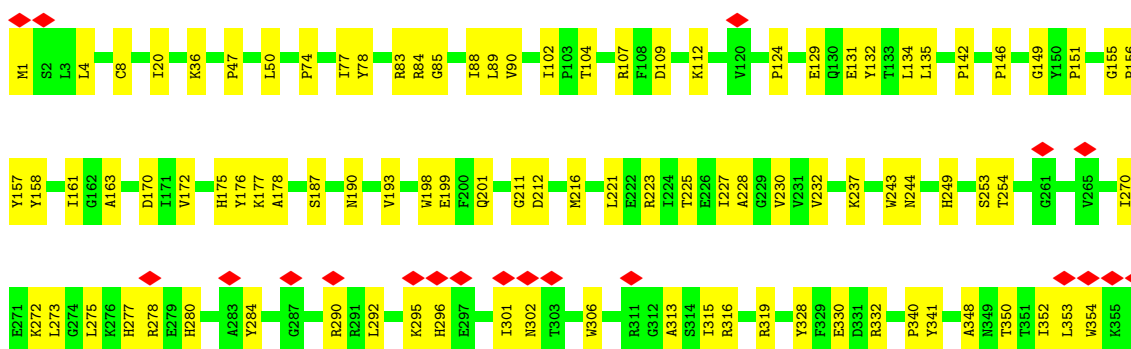 M1 S2 L3 L4 C8 I20 K36 P47 L50 P74 I77 Y78 R83 R84 G85 I88 L89 V90 I102 P103 T104 R107 F108 D109 K112 V120 P124 E129 Q130 E131 Y132 T133 L134 L135 P142 P146 G149 Y150 P151 G155 P156
Y157 Y158 I161 G162 A163 D170 I171 V172 H175 Y176 K177 A178 S187 N190 V193 W198 E199 F200 Q201 G211 D212 M216 L221 E222 R223 I224 T225 E226 I227 A228 G229 V230 V231 V232 K237 W243 N244 H249 S253 T254 G261 V265 I270
E271 K272 L273 G274 L275 K276 H277 R278 E279 H280 A283 Y284 G287 R290 R291 L292 K295 H296 E297 I301 N302 T303 W306 R311 G312 A313 S314 I315 R316 R319 Y328 F329 E330 D331 R332 P340 Y341 A348 N349 T350 T351 I352 L353 W354 K355